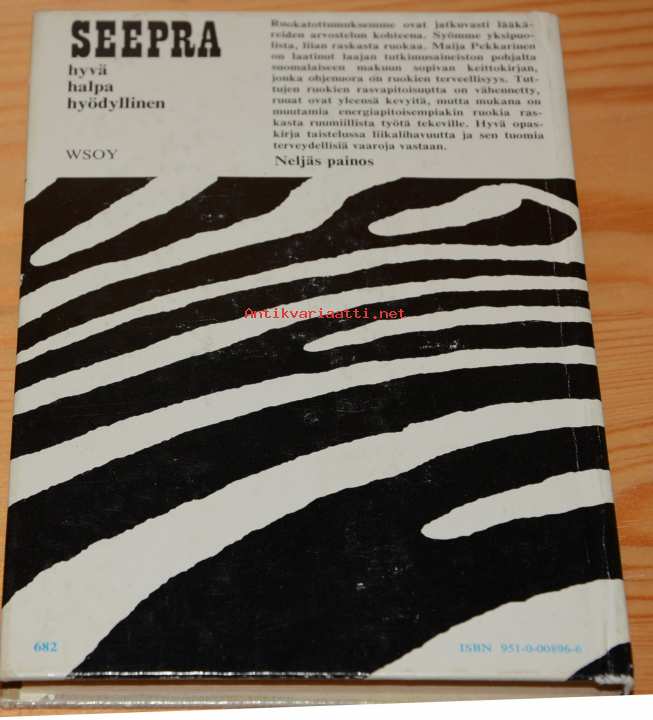 SEEPRA
hyvä
halpa
hyödyllinen
WSOY
Ruokatottumuksemme ovat jatkuvasti lääkä-
reiden arvostelun kohteena. Syömme yksipuo-
lista, liian raskasta ruokaa. Maija Pekkarinen
on laatinut laajan tutkimusaineiston pohjalta
suomalaiseen makuun sopivan keittokirjan,
jonka ohjenuora on ruokien terveellisyys. Tut-
tujen ruokien rasvapitoisuutta on vähennetty,
ruuat ovat yleensä kevyitä, mutta mukana on
muutamia energiapitoisempiakin ruokia ras-
kasta ruumiillista työtä tekeville. Hyvä opas-
kirja taistelussa liikalihavuutta ja sen tuomia
terveydellisiä vaaroja vastaan.
Neljäs painos
Antikvariaatti.net
682
ISBN 951-0-00896-6